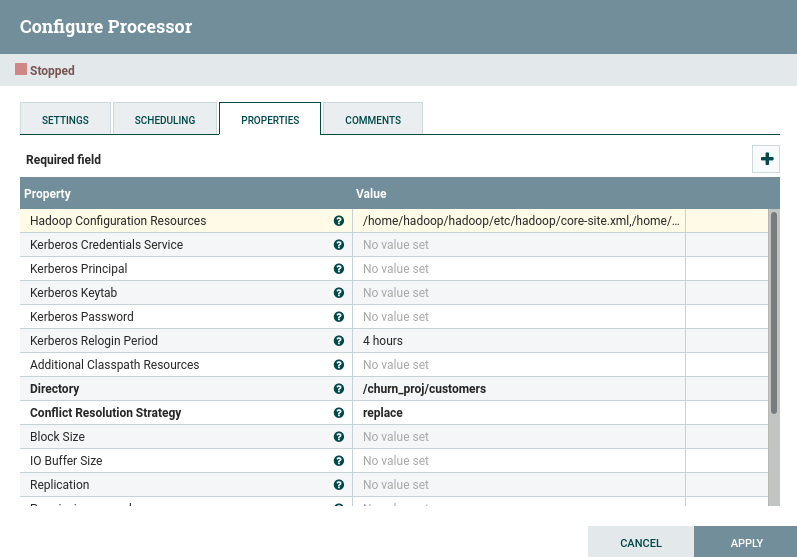 Configure Processor
Stopped
SETTINGS SCHEDULING PROPERTIES COMMENTS
Required field
Property Value
Hadoop Configuration Resources /home/hadoop/hadoop/etc/hadoop/core-site.xml,/home/...
Kerberos Credentials Service No value set
Kerberos Principal No value set
Kerberos Keytab No value set
Kerberos Password No value set
Kerberos Relogin Period 4 hours
Additional Classpath Resources No value set
Directory /churn_proj/customers
Conflict Resolution Strategy replace
Block Size No value set
IO Buffer Size No value set
Replication No value set
CANCEL APPLY